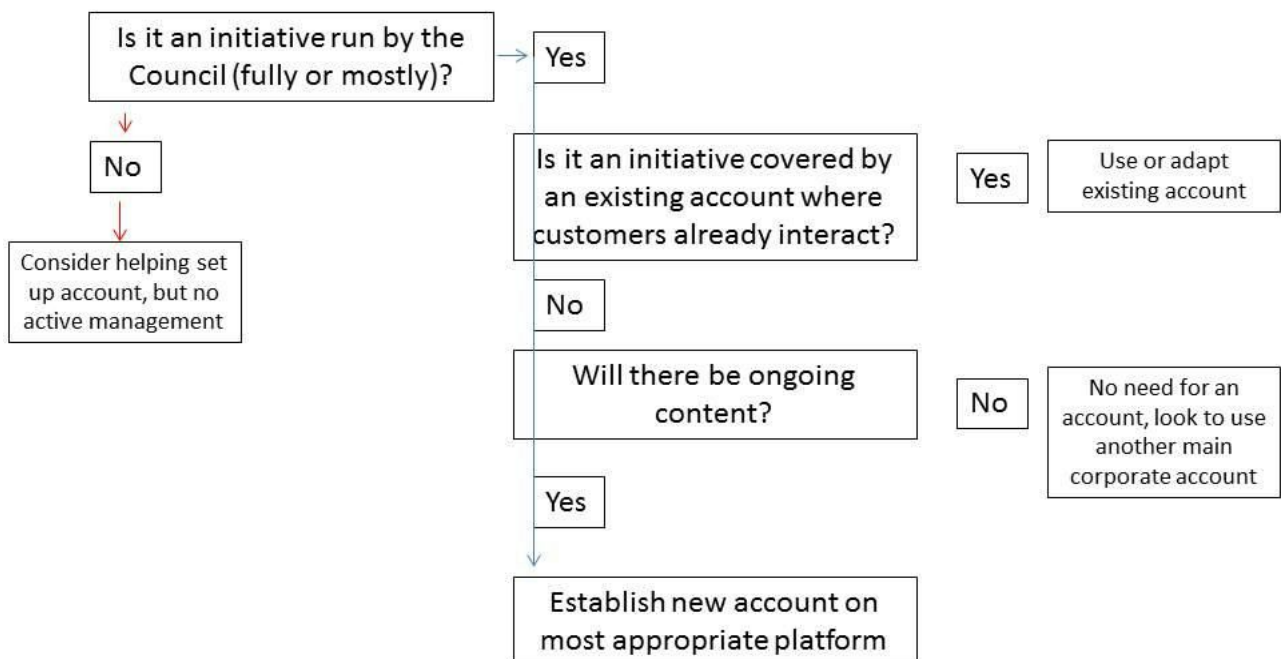 Is it an initiative run by the
Council (fully or mostly)?
Yes
No
Consider helping set
up account, but no
active management
Is it an initiative covered by
an existing account where
customers already interact?
Yes
Use or adapt
existing account
No
Will there be ongoing
content?
No
No need for an
account, look to use
another main
corporate account
Yes
Establish new account on
most appropriate platform